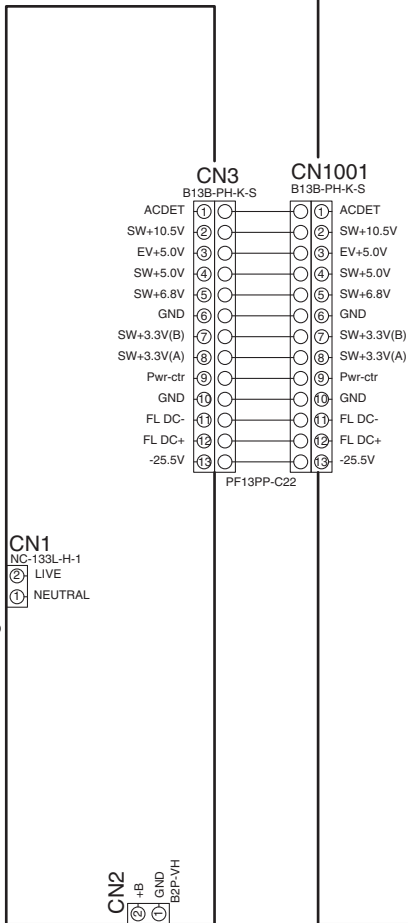 CN3
B13B-PH-K-S
CN1001
B13B-PH-K-S
ACDET 1 1 ACDET
SW+10.5V 2 2 SW+10.5V
EV+5.0V 3 3 EV+5.0V
SW+5.0V 4 4 SW+5.0V
SW+6.8V 5 5 SW+6.8V
GND 6 6 GND
SW+3.3V(B) 7 7 SW+3.3V(B)
SW+3.3V(A) 8 8 SW+3.3V(A)
Pwr-ctr 9 9 Pwr-ctr
GND 10 10 GND
FL DC- 11 11 FL DC-
FL DC+ 12 12 FL DC+
-25.5V 13 13 -25.5V
PF13PP-C22
CN1
NC-133L-H-1
2 LIVE
1 NEUTRAL
CN2
2 +B
1 GND
B2P-VH